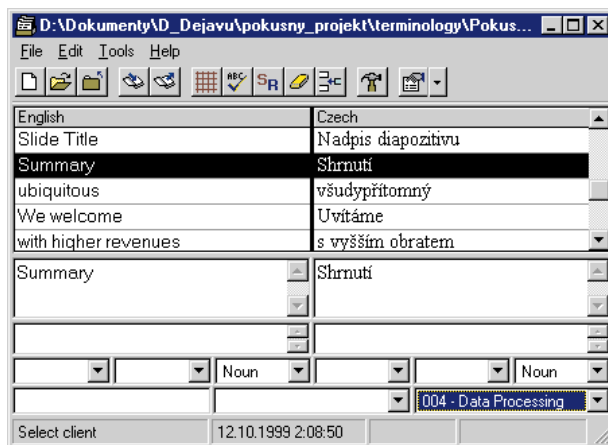 D:\Dokumenty\D_Dejavu\pokusny_projekt\terminology\Pokus...
File Edit Tools Help
ABC SR
English Czech
Slide Title Nadpis diapozitivu
Summary Shrnutí
ubiquitous všudypřítomný
We welcome Uvítáme
with higher revenues s vyšším obratem
Summary Shrnutí
Noun Noun
004 - Data Processing
Select client 12.10.1999 2:08:50